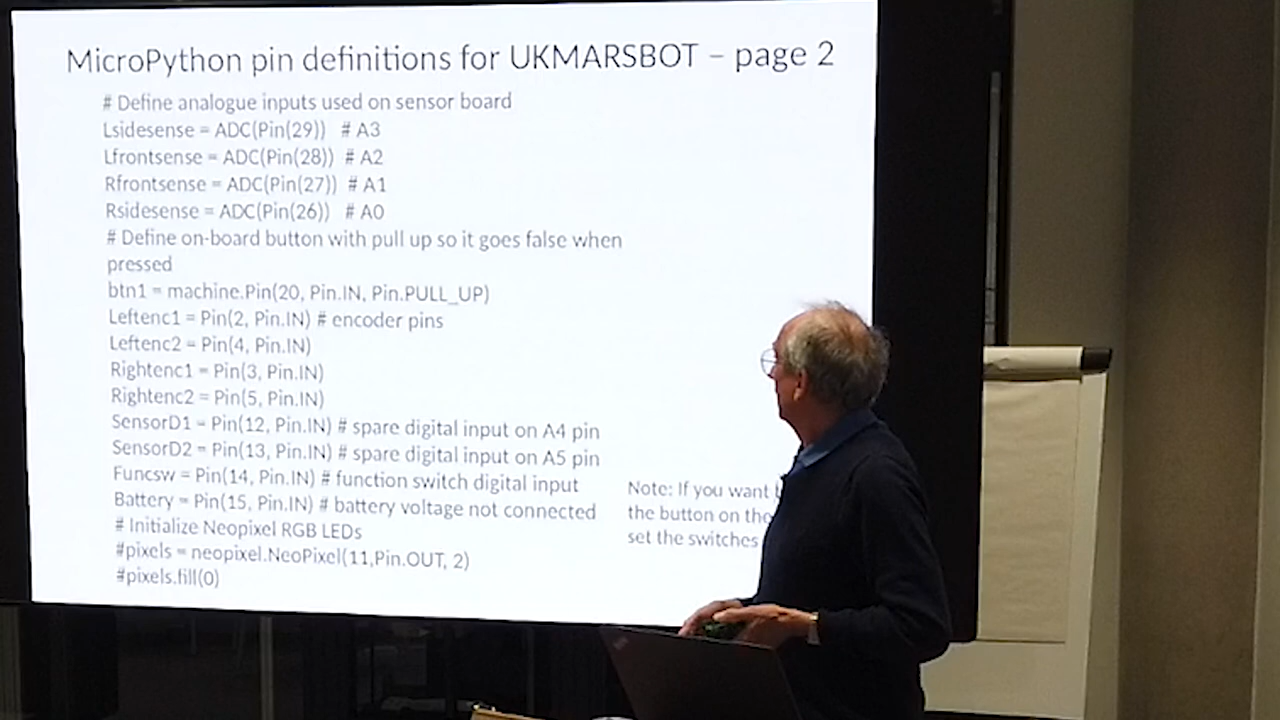 MicroPython pin definitions for UKMARSBOT – page 2
# Define analogue inputs used on sensor board
Lsidesense = ADC(Pin(29)) # A3
Lfrontsense = ADC(Pin(28)) # A2
Rfrontsense = ADC(Pin(27)) # A1
Rsidesense = ADC(Pin(26)) # A0
# Define on-board button with pull up so it goes false when
pressed
btn1 = machine.Pin(20, Pin.IN, Pin.PULL_UP)
Leftenc1 = Pin(2, Pin.IN) # encoder pins
Leftenc2 = Pin(4, Pin.IN)
Rightenc1 = Pin(3, Pin.IN)
Rightenc2 = Pin(5, Pin.IN)
SensorD1 = Pin(12, Pin.IN) # spare digital input on A4 pin
SensorD2 = Pin(13, Pin.IN) # spare digital input on A5 pin
Funcsw = Pin(14, Pin.IN) # function switch digital input
Battery = Pin(15, Pin.IN) # battery voltage not connected
# Initialize Neopixel RGB LEDs
#pixels = neopixel.NeoPixel(11,Pin.OUT, 2)
#pixels.fill(0)
Note: If you want
the button on the
set the switches